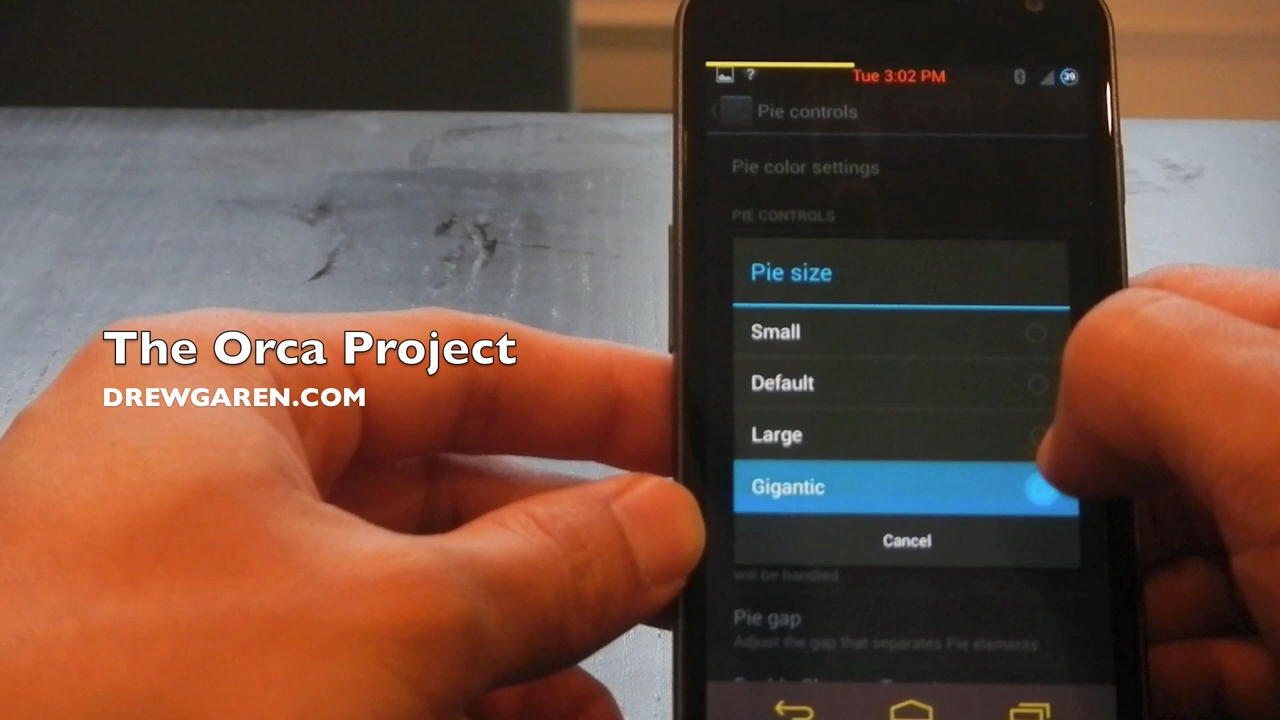 Tue 3:02 PM
39
?
Pie controls
Pie color settings
PIE CONTROLS
Pie size
Small
Default
Large
Gigantic
Cancel
will be handled
Pie gap
Adjust the gap that separates Pie elements
The Orca Project
DREWGAREN.COM